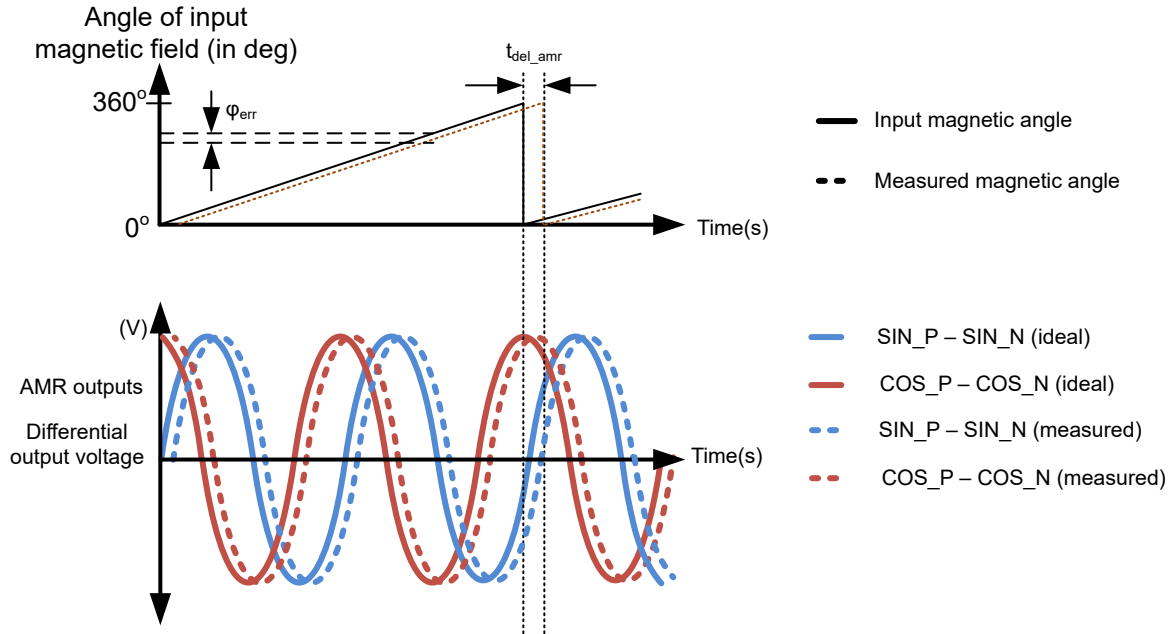 Angle of input
magnetic field (in deg)
t_del_amr
360°
φ_err
0°
Time(s)
Input magnetic angle
Measured magnetic angle
(V)
AMR outputs
Differential
output voltage
Time(s)
SIN_P – SIN_N (ideal)
COS_P – COS_N (ideal)
SIN_P – SIN_N (measured)
COS_P – COS_N (measured)